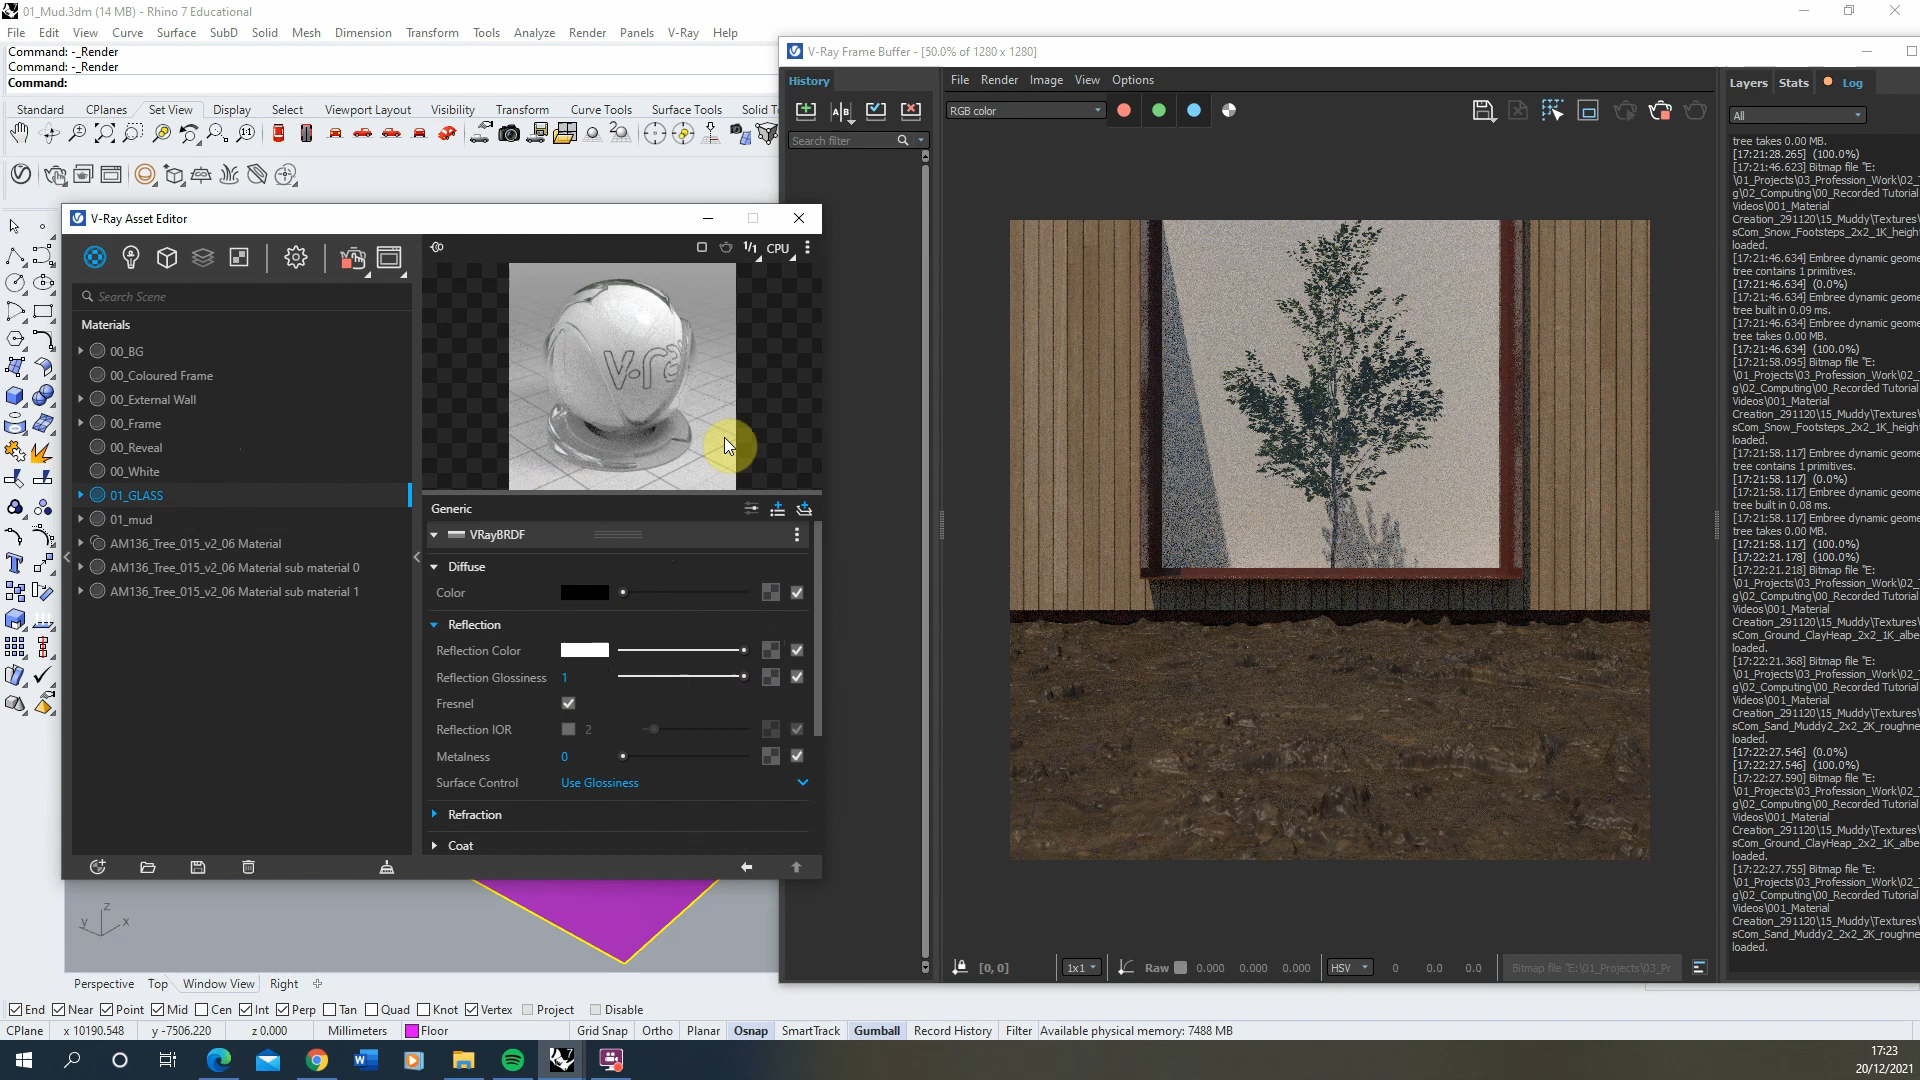 01_Mud.3dm (14 MB) - Rhino 7 Educational
File Edit View Curve Surface SubD Solid Mesh Dimension Transform Tools Analyze Render Panels V-Ray Help
Command: -_Render
Command: -_Render
Command:
Standard CPlanes Set View Display Select Viewport Layout Visibility Transform Curve Tools Surface Tools Solid T
V-Ray Asset Editor
1/1 CPU
Search Scene
Materials
00_BG
00_Coloured Frame
00_External Wall
00_Frame
00_Reveal
00_White
01_GLASS
01_mud
AM136_Tree_015_v2_06 Material
AM136_Tree_015_v2_06 Material sub material 0
AM136_Tree_015_v2_06 Material sub material 1
v-ra
Generic
VRayBRDF
Diffuse
Color
Reflection
Reflection Color
Reflection Glossiness 1
Fresnel
Reflection IOR 2
Metalness 0
Surface Control Use Glossiness
Refraction
Coat
z
y x
V-Ray Frame Buffer - [50.0% of 1280 x 1280]
History
File Render Image View Options
RGB color
Search filter
Layers Stats Log
All
tree takes 0.00 MB.
[17:21:28.265] (100.0%)
[17:21:46.623] Bitmap file "E:
\01_Projects\03_Profession_Work\02_
g\02_Computing\00_Recorded Tutorial
Videos\001_Material
Creation_291120\15_Muddy\Textures\
sCom_Snow_Footsteps_2x2_1K_height
loaded.
[17:21:46.634] Embree dynamic geome
tree contains 1 primitives.
[17:21:46.634] (0.0%)
[17:21:46.634] Embree dynamic geome
tree built in 0.09 ms.
[17:21:46.634] Embree dynamic geome
tree takes 0.00 MB.
[17:21:46.634] (100.0%)
[17:21:58.095] Bitmap file "E:
\01_Projects\03_Profession_Work\02_
g\02_Computing\00_Recorded Tutorial
Videos\001_Material
Creation_291120\15_Muddy\Textures\
sCom_Snow_Footsteps_2x2_1K_height
loaded.
[17:21:58.117] Embree dynamic geome
tree contains 1 primitives.
[17:21:58.117] (0.0%)
[17:21:58.117] Embree dynamic geome
tree built in 0.08 ms.
[17:21:58.117] Embree dynamic geome
tree takes 0.00 MB.
[17:21:58.117] (100.0%)
[17:22:21.178] (100.0%)
[17:22:21.218] Bitmap file "E:
\01_Projects\03_Profession_Work\02_
g\02_Computing\00_Recorded Tutorial
Videos\001_Material
Creation_291120\15_Muddy\Textures\
sCom_Ground_ClayHeap_2x2_1K_albe
loaded.
[17:22:21.368] Bitmap file "E:
\01_Projects\03_Profession_Work\02_
g\02_Computing\00_Recorded Tutorial
Videos\001_Material
Creation_291120\15_Muddy\Textures\
sCom_Sand_Muddy2_2x2_2K_roughne
loaded.
[17:22:27.546] (0.0%)
[17:22:27.546] (100.0%)
[17:22:27.590] Bitmap file "E:
\01_Projects\03_Profession_Work\02_
g\02_Computing\00_Recorded Tutorial
Videos\001_Material
Creation_291120\15_Muddy\Textures\
sCom_Ground_ClayHeap_2x2_1K_albe
loaded.
[17:22:27.755] Bitmap file "E:
\01_Projects\03_Profession_Work\02_
g\02_Computing\00_Recorded Tutorial
Videos\001_Material
Creation_291120\15_Muddy\Textures\
sCom_Sand_Muddy2_2x2_2K_roughne
loaded.
[0, 0] 1x1 Raw 0.000 0.000 0.000 HSV 0 0.0 0.0 Bitmap file "E:\01_Projects\03_Pr
Perspective Top Window View Right
End Near Point Mid Cen Int Perp Tan Quad Knot Vertex Project Disable
CPlane x 10190.548 y -7506.220 z 0.000 Millimeters Floor Grid Snap Ortho Planar Osnap SmartTrack Gumball Record History Filter Available physical memory: 7488 MB
17:23
20/12/2021